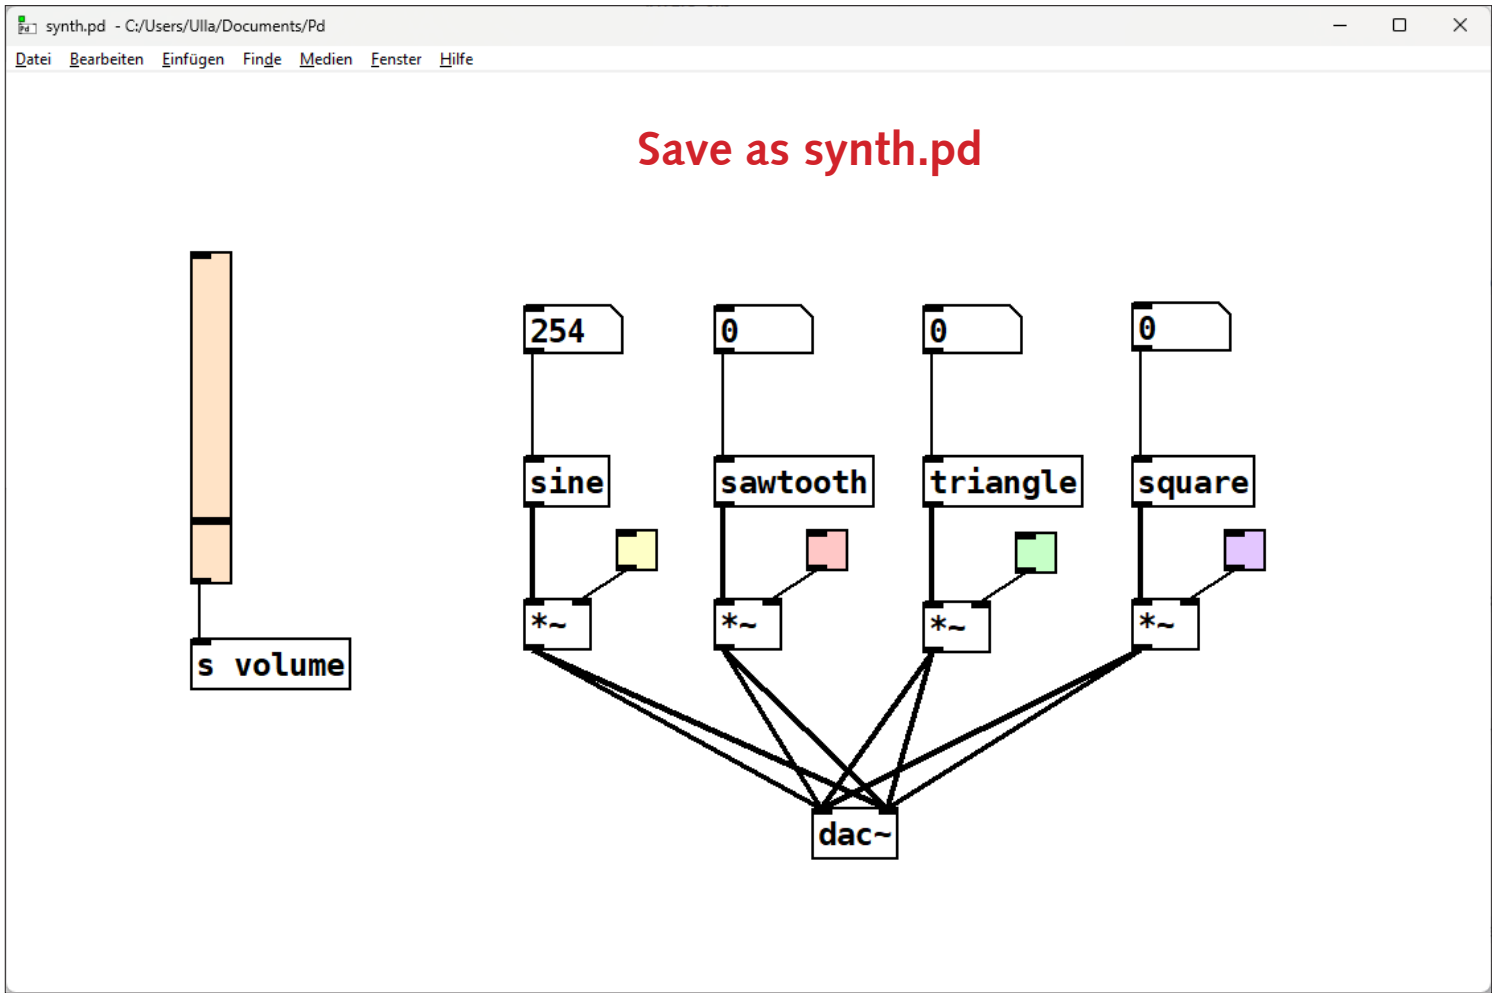 synth.pd - C:/Users/Ulla/Documents/Pd
Datei Bearbeiten Einfügen Finde Medien Fenster Hilfe
Save as synth.pd
254 0 0 0
sine sawtooth triangle square
*~ *~ *~ *~
s volume
dac~